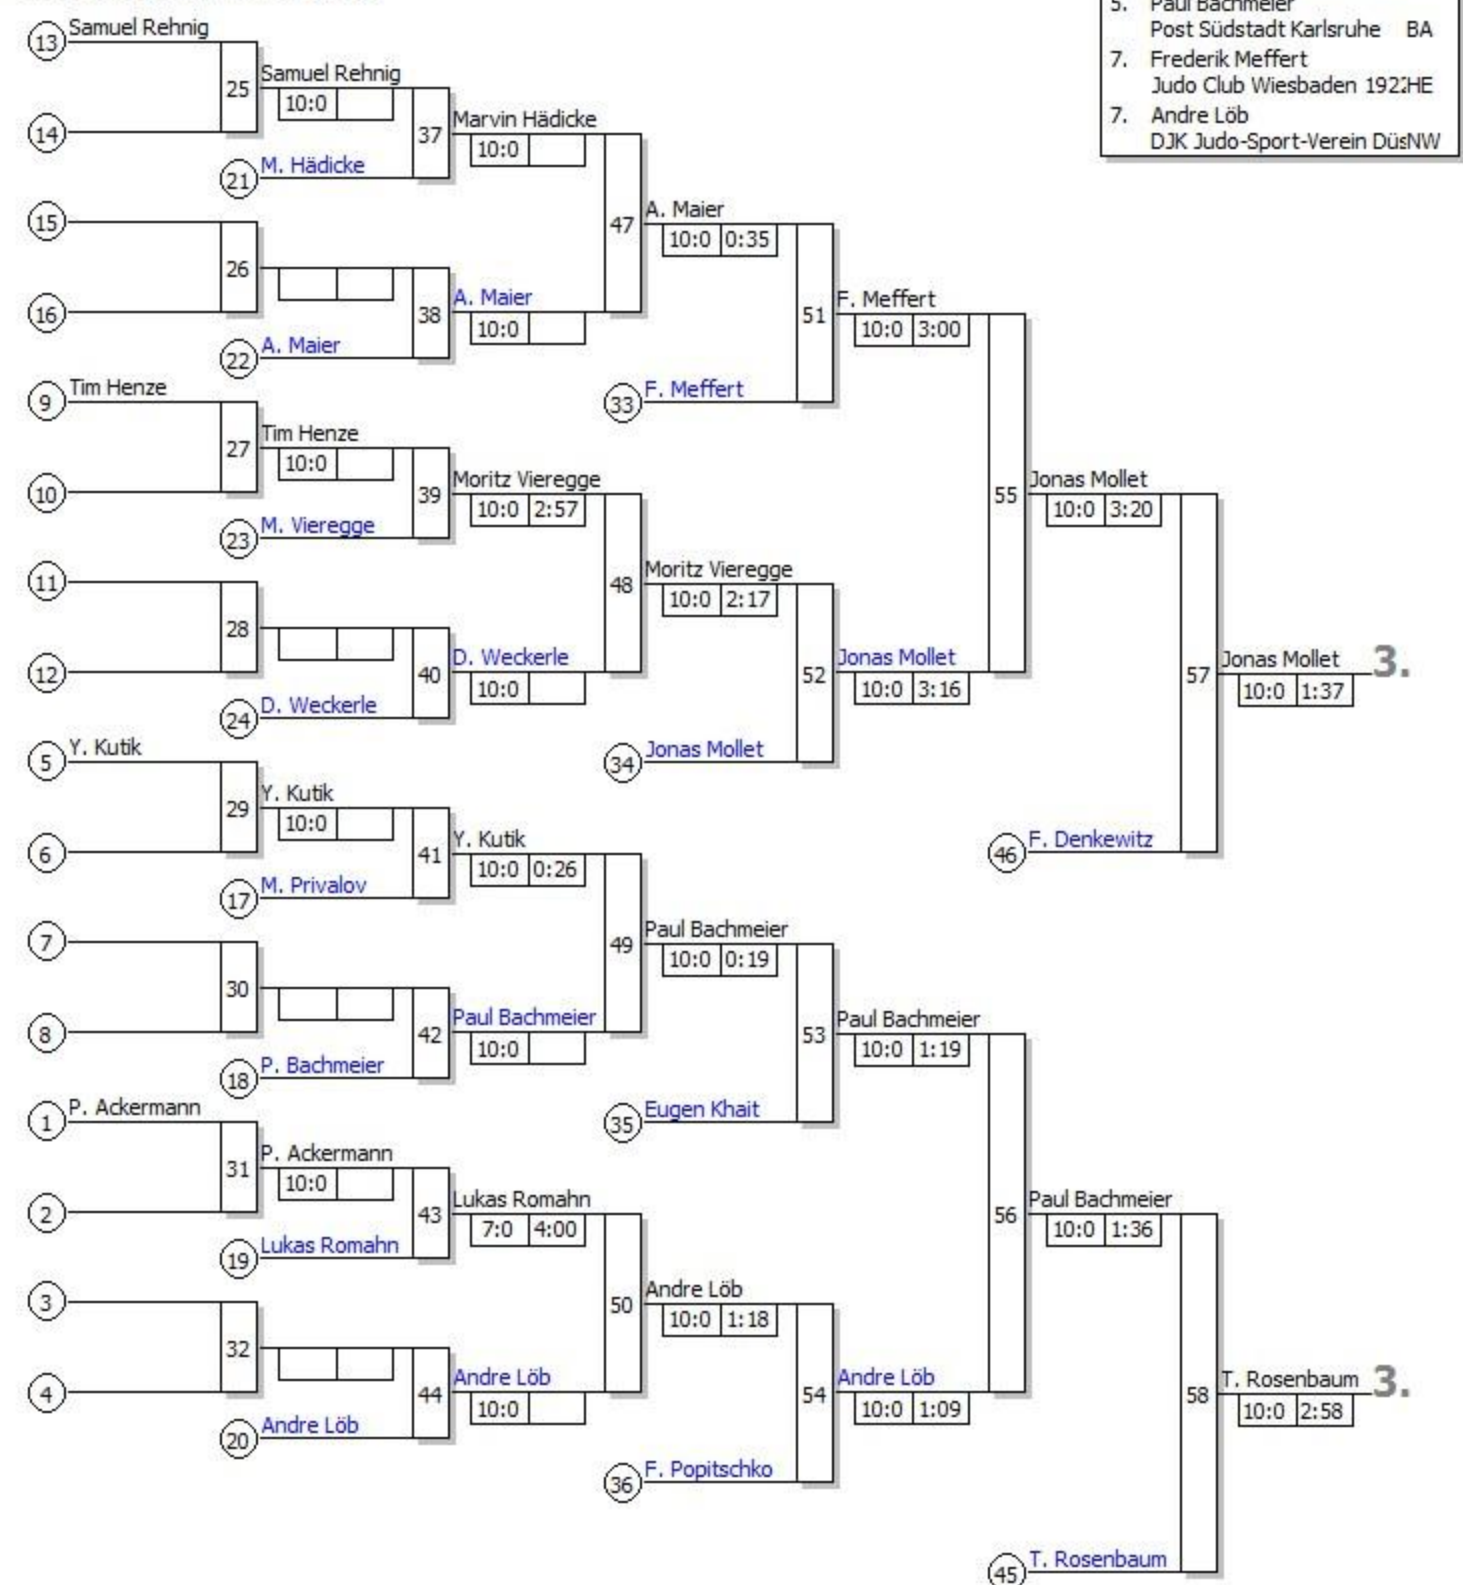 5. Paul Bachmeier
Post Südstadt Karlsruhe BA
7. Frederik Meffert
Judo Club Wiesbaden 1922HE
7. Andre Löb
DJK Judo-Sport-Verein DüsNW
13 Samuel Rehnig
25
Samuel Rehnig
10:0
14
37
Marvin Hädicke
10:0
21 M. Hädicke
15
47
A. Maier
10:0 0:35
26
16
38
A. Maier
10:0
22 A. Maier
51
F. Meffert
10:0 3:00
33 F. Meffert
9 Tim Henze
27
Tim Henze
10:0
10
39
Moritz Vieregge
10:0 2:57
23 M. Vieregge
55
Jonas Mollet
10:0 3:20
11
48
Moritz Vieregge
10:0 2:17
28
12
40
D. Weckerle
10:0
24 D. Weckerle
52
Jonas Mollet
10:0 3:16
34 Jonas Mollet
57
Jonas Mollet 3.
10:0 1:37
5 Y. Kutik
29
Y. Kutik
10:0
6
41
Y. Kutik
10:0 0:26
17 M. Privalov
46 F. Denkewitz
7
49
Paul Bachmeier
10:0 0:19
30
8
42
Paul Bachmeier
10:0
18 P. Bachmeier
53
Paul Bachmeier
10:0 1:19
35 Eugen Khait
1 P. Ackermann
31
P. Ackermann
10:0
2
43
Lukas Romahn
7:0 4:00
19 Lukas Romahn
56
Paul Bachmeier
10:0 1:36
3
50
Andre Löb
10:0 1:18
32
4
44
Andre Löb
10:0
20 Andre Löb
54
Andre Löb
10:0 1:09
36 F. Popitschko
58
T. Rosenbaum 3.
10:0 2:58
45 T. Rosenbaum